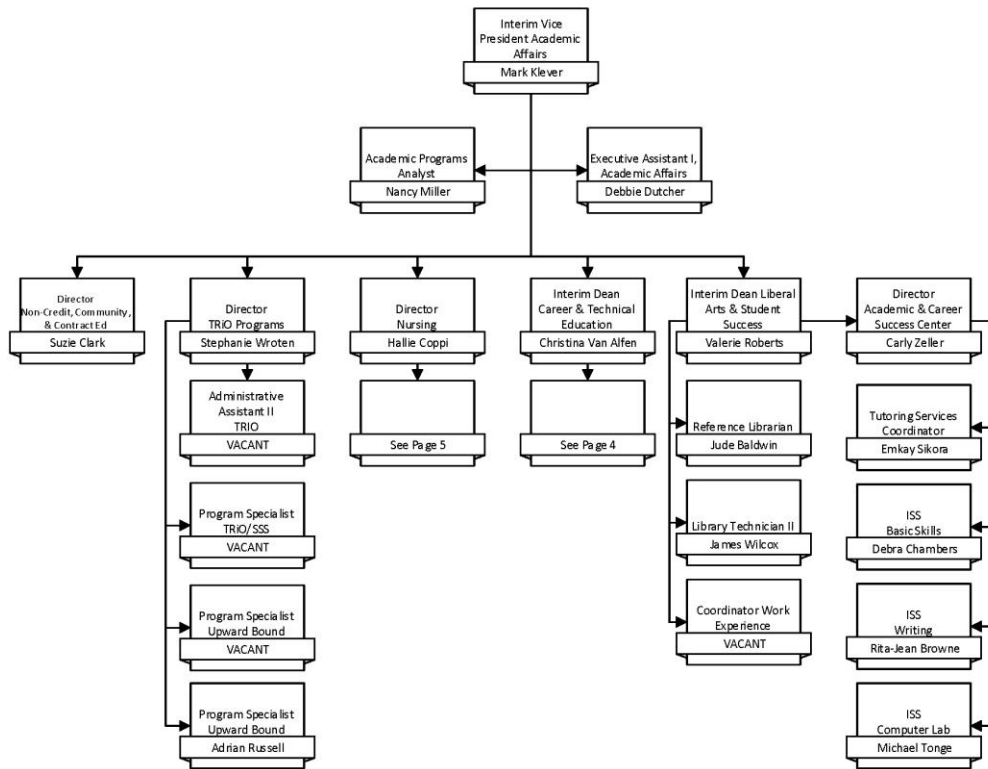 Interim Vice
President Academic
Affairs
Mark Klever
Academic Programs
Analyst
Nancy Miller
Executive Assistant I,
Academic Affairs
Debbie Dutcher
Director
Non-Credit, Community,
& Contract Ed
Suzie Clark
Director
TRiO Programs
Stephanie Wroten
Director
Nursing
Hallie Coppi
Interim Dean
Career & Technical
Education
Christina Van Alfen
Interim Dean Liberal
Arts & Student
Success
Valerie Roberts
Director
Academic & Career
Success Center
Carly Zeller
Administrative
Assistant II
TRIO
VACANT
See Page 5
See Page 4
Reference Librarian
Jude Baldwin
Tutoring Services
Coordinator
Emkay Sikora
Program Specialist
TRiO/SSS
VACANT
Library Technician II
James Wilcox
ISS
Basic Skills
Debra Chambers
Program Specialist
Upward Bound
VACANT
Coordinator Work
Experience
VACANT
ISS
Writing
Rita-Jean Browne
Program Specialist
Upward Bound
Adrian Russell
ISS
Computer Lab
Michael Tonge